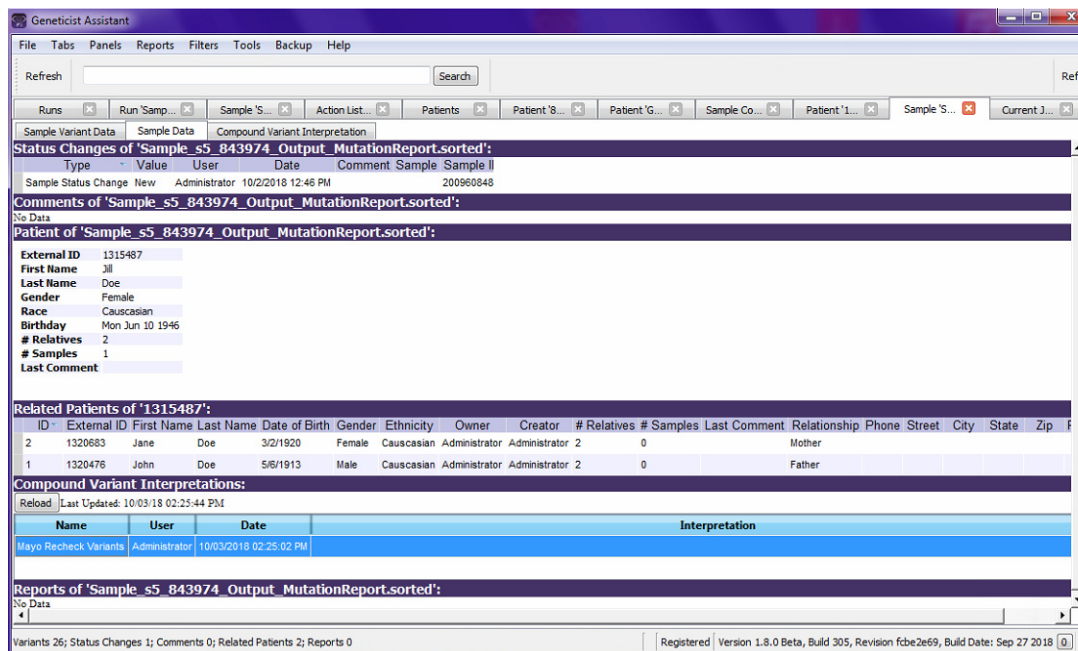 Geneticist Assistant
File Tabs Panels Reports Filters Tools Backup Help
Refresh Search Ref
Runs Run 'Samp... Sample 'S... Action List... Patients Patient '8... Patient 'G... Sample Co... Patient '1... Sample 'S... Current J...
Sample Variant Data Sample Data Compound Variant Interpretation
Status Changes of 'Sample_s5_843974_Output_MutationReport.sorted':
Type Value User Date Comment Sample Sample II
Sample Status Change New Administrator 10/2/2018 12:46 PM 200960848
Comments of 'Sample_s5_843974_Output_MutationReport.sorted':
No Data
Patient of 'Sample_s5_843974_Output_MutationReport.sorted':
External ID 1315487
First Name Jill
Last Name Doe
Gender Female
Race Causcasian
Birthday Mon Jun 10 1946
# Relatives 2
# Samples 1
Last Comment
Related Patients of '1315487':
ID External ID First Name Last Name Date of Birth Gender Ethnicity Owner Creator # Relatives # Samples Last Comment Relationship Phone Street City State Zip F
2 1320683 Jane Doe 3/2/1920 Female Causcasian Administrator Administrator 2 0 Mother
1 1320476 John Doe 5/6/1913 Male Causcasian Administrator Administrator 2 0 Father
Compound Variant Interpretations:
Reload Last Updated: 10/03/18 02:25:44 PM
Name User Date Interpretation
Mayo Recheck Variants Administrator 10/03/2018 02:25:02 PM
Reports of 'Sample_s5_843974_Output_MutationReport.sorted':
No Data
Variants 26; Status Changes 1; Comments 0; Related Patients 2; Reports 0 Registered Version 1.8.0 Beta, Build 305, Revision fcbe2e69, Build Date: Sep 27 2018 0